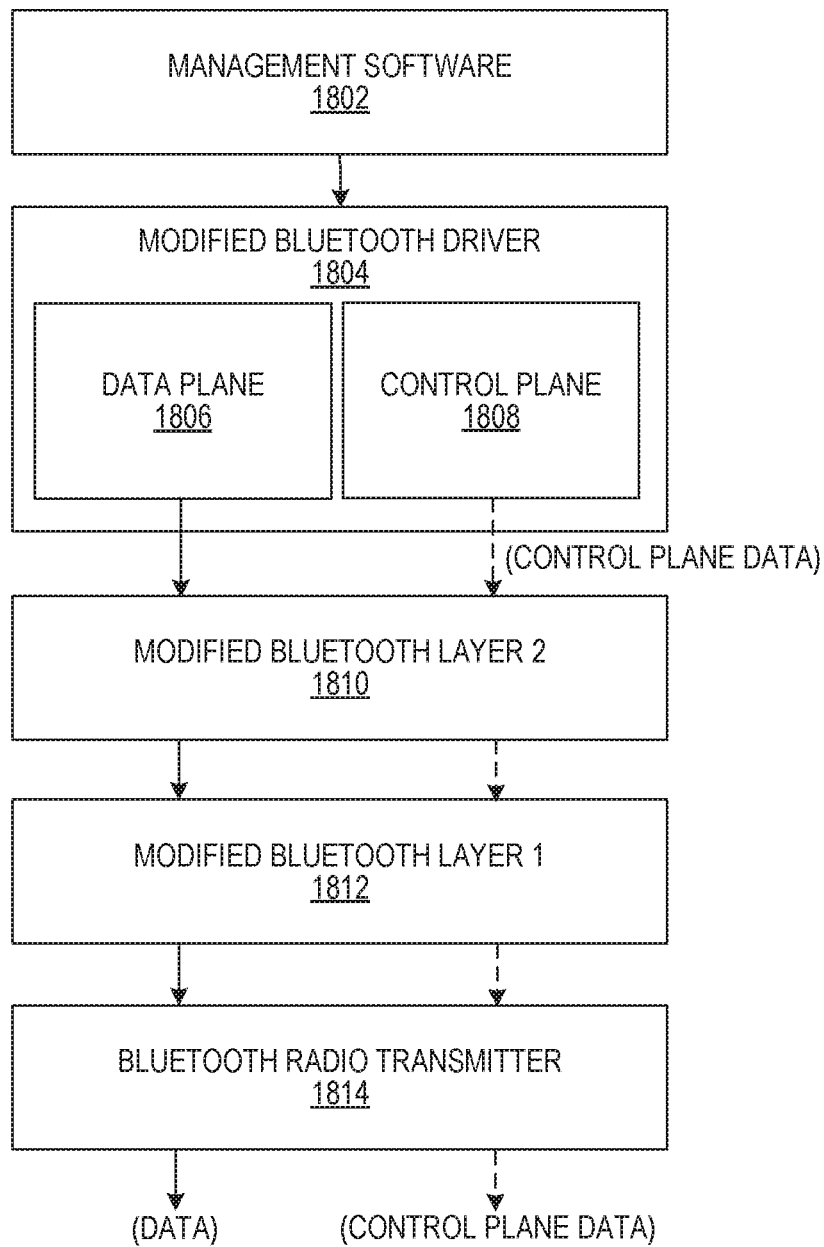 MANAGEMENT SOFTWARE
1802
MODIFIED BLUETOOTH DRIVER
1804
DATA PLANE
1806
CONTROL PLANE
1808
(CONTROL PLANE DATA)
MODIFIED BLUETOOTH LAYER 2
1810
MODIFIED BLUETOOTH LAYER 1
1812
BLUETOOTH RADIO TRANSMITTER
1814
(DATA)
(CONTROL PLANE DATA)